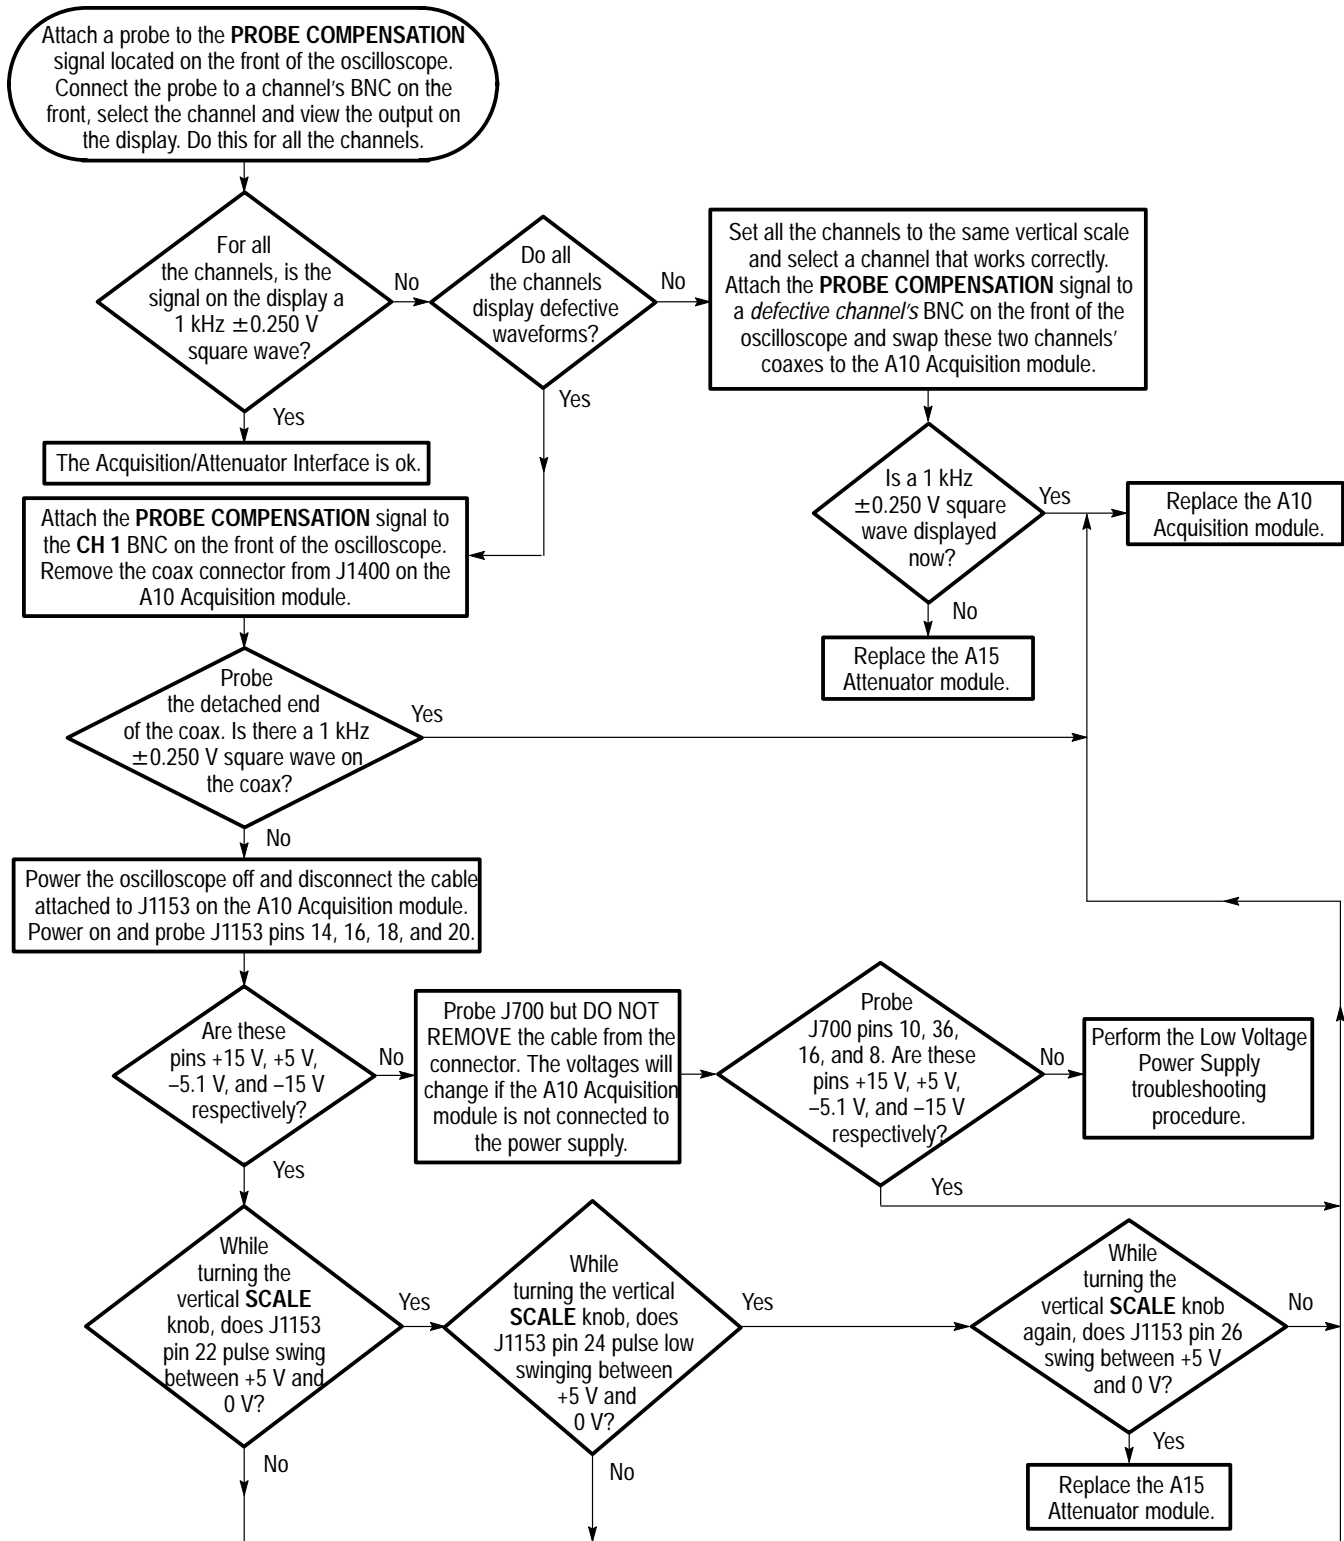 Attach a probe to the PROBE COMPENSATION
signal located on the front of the oscilloscope.
Connect the probe to a channel's BNC on the
front, select the channel and view the output on
the display. Do this for all the channels.
For all
the channels, is the
signal on the display a
1 kHz ±0.250 V
square wave?
No
Yes
Do all
the channels
display defective
waveforms?
No
Yes
Set all the channels to the same vertical scale
and select a channel that works correctly.
Attach the PROBE COMPENSATION signal to
a defective channel's BNC on the front of the
oscilloscope and swap these two channels'
coaxes to the A10 Acquisition module.
The Acquisition/Attenuator Interface is ok.
Is a 1 kHz
±0.250 V square
wave displayed
now?
Yes
No
Replace the A10
Acquisition module.
Replace the A15
Attenuator module.
Attach the PROBE COMPENSATION signal to
the CH 1 BNC on the front of the oscilloscope.
Remove the coax connector from J1400 on the
A10 Acquisition module.
Probe
the detached end
of the coax. Is there a 1 kHz
±0.250 V square wave on
the coax?
Yes
No
Power the oscilloscope off and disconnect the cable
attached to J1153 on the A10 Acquisition module.
Power on and probe J1153 pins 14, 16, 18, and 20.
Are these
pins +15 V, +5 V,
–5.1 V, and –15 V
respectively?
No
Yes
Probe J700 but DO NOT
REMOVE the cable from the
connector. The voltages will
change if the A10 Acquisition
module is not connected to
the power supply.
Probe
J700 pins 10, 36,
16, and 8. Are these
pins +15 V, +5 V,
–5.1 V, and –15 V
respectively?
No
Yes
Perform the Low Voltage
Power Supply
troubleshooting
procedure.
While
turning the
vertical SCALE
knob, does J1153
pin 22 pulse swing
between +5 V and
0 V?
Yes
No
While
turning the vertical
SCALE knob, does
J1153 pin 24 pulse low
swinging between
+5 V and
0 V?
Yes
No
While
turning the
vertical SCALE knob
again, does J1153 pin 26
swing between +5 V
and 0 V?
No
Yes
Replace the A15
Attenuator module.